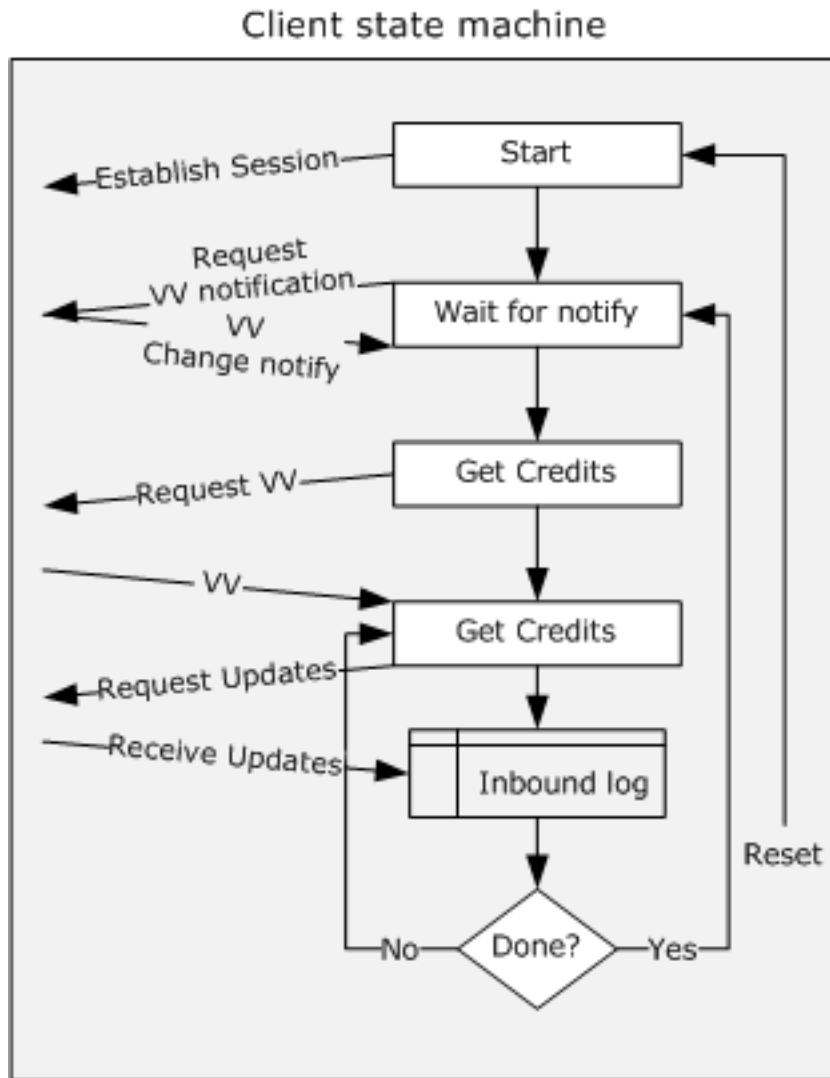 Client state machine
Start
Establish Session
Request
VV notification
Wait for notify
VV
Change notify
Get Credits
Request VV
VV
Get Credits
Request Updates
Receive Updates
Inbound log
Reset
No
Done?
Yes